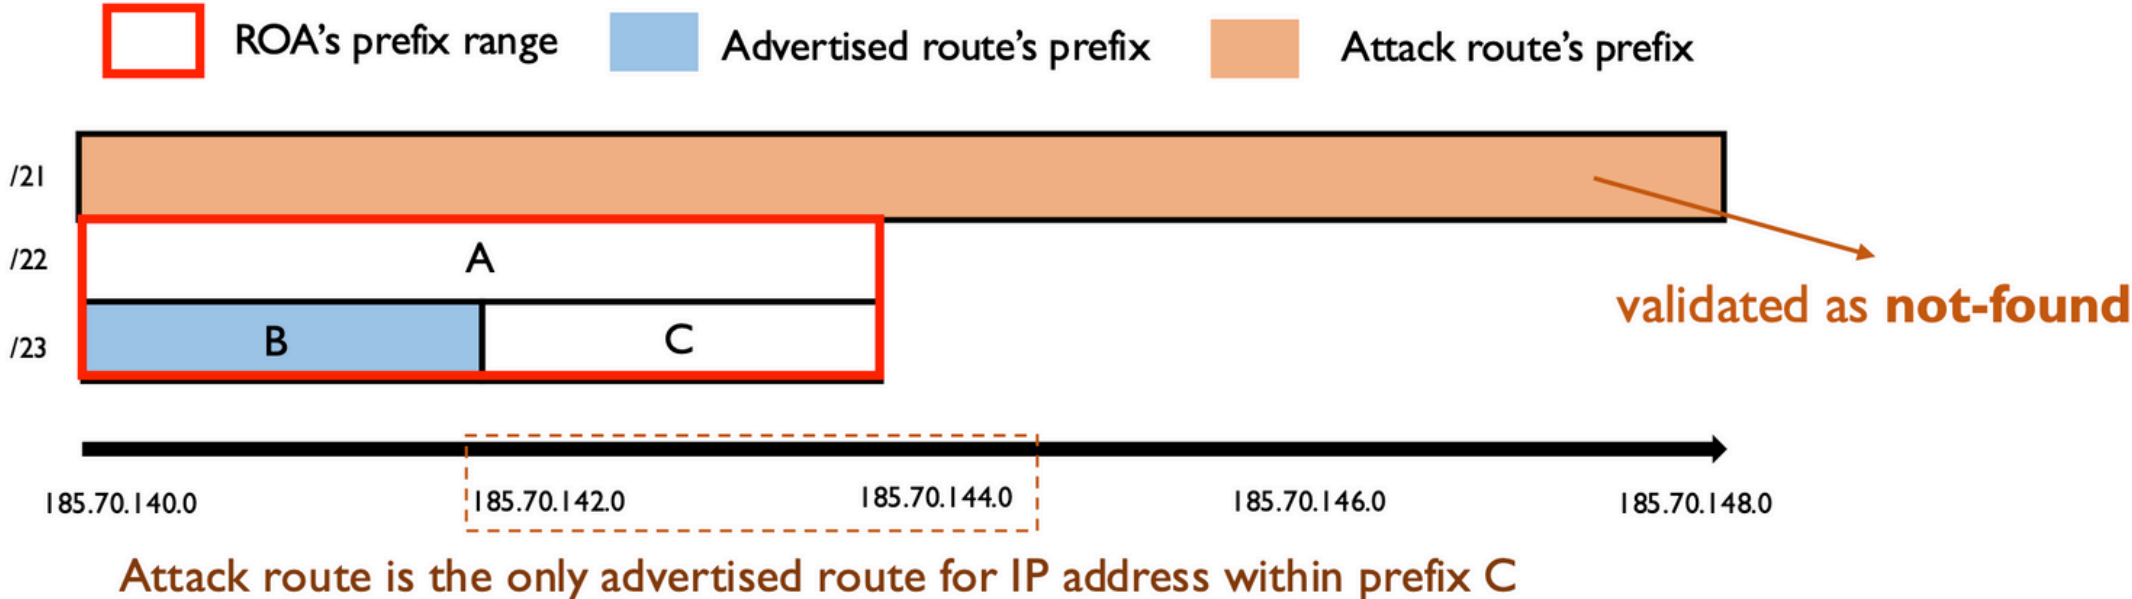 ROA's prefix range Advertised route's prefix Attack route's prefix
/21
/22 A
validated as not-found
/23 B C
185.70.140.0 185.70.142.0 185.70.144.0 185.70.146.0 185.70.148.0
Attack route is the only advertised route for IP address within prefix C